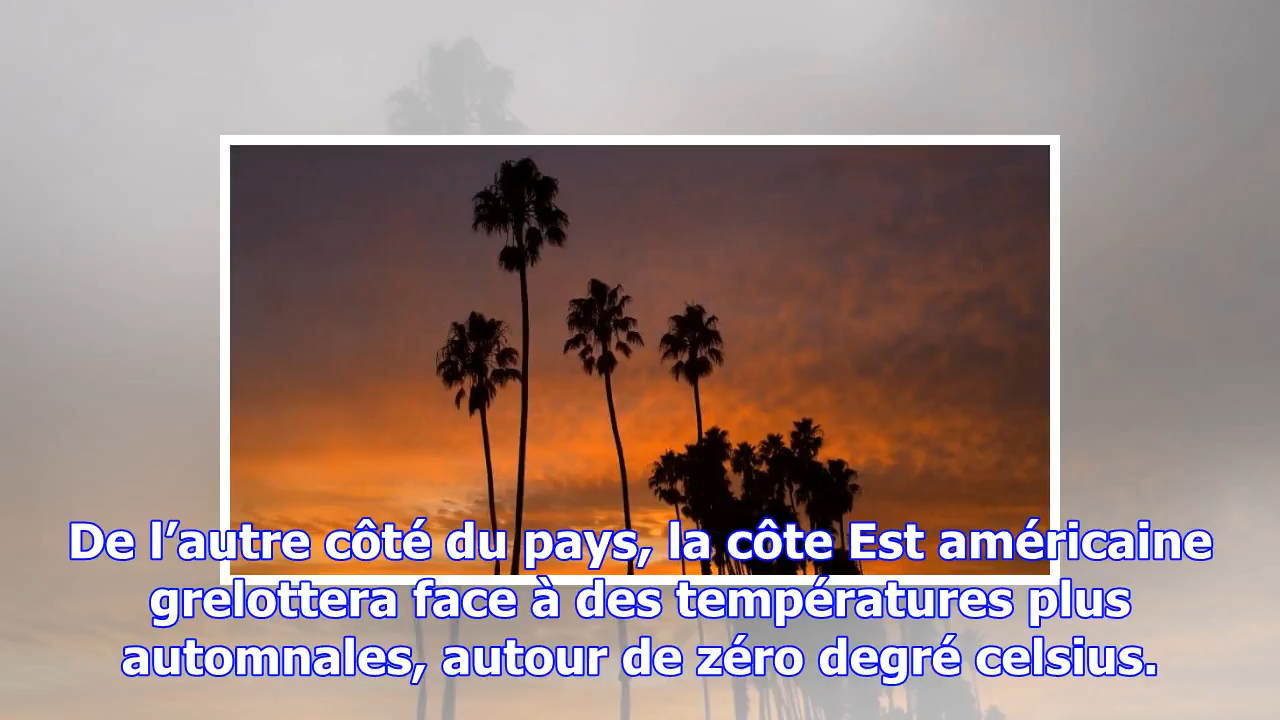 De l’autre côté du pays, la côte Est américaine
grelottera face à des températures plus
automnales, autour de zéro degré celsius.